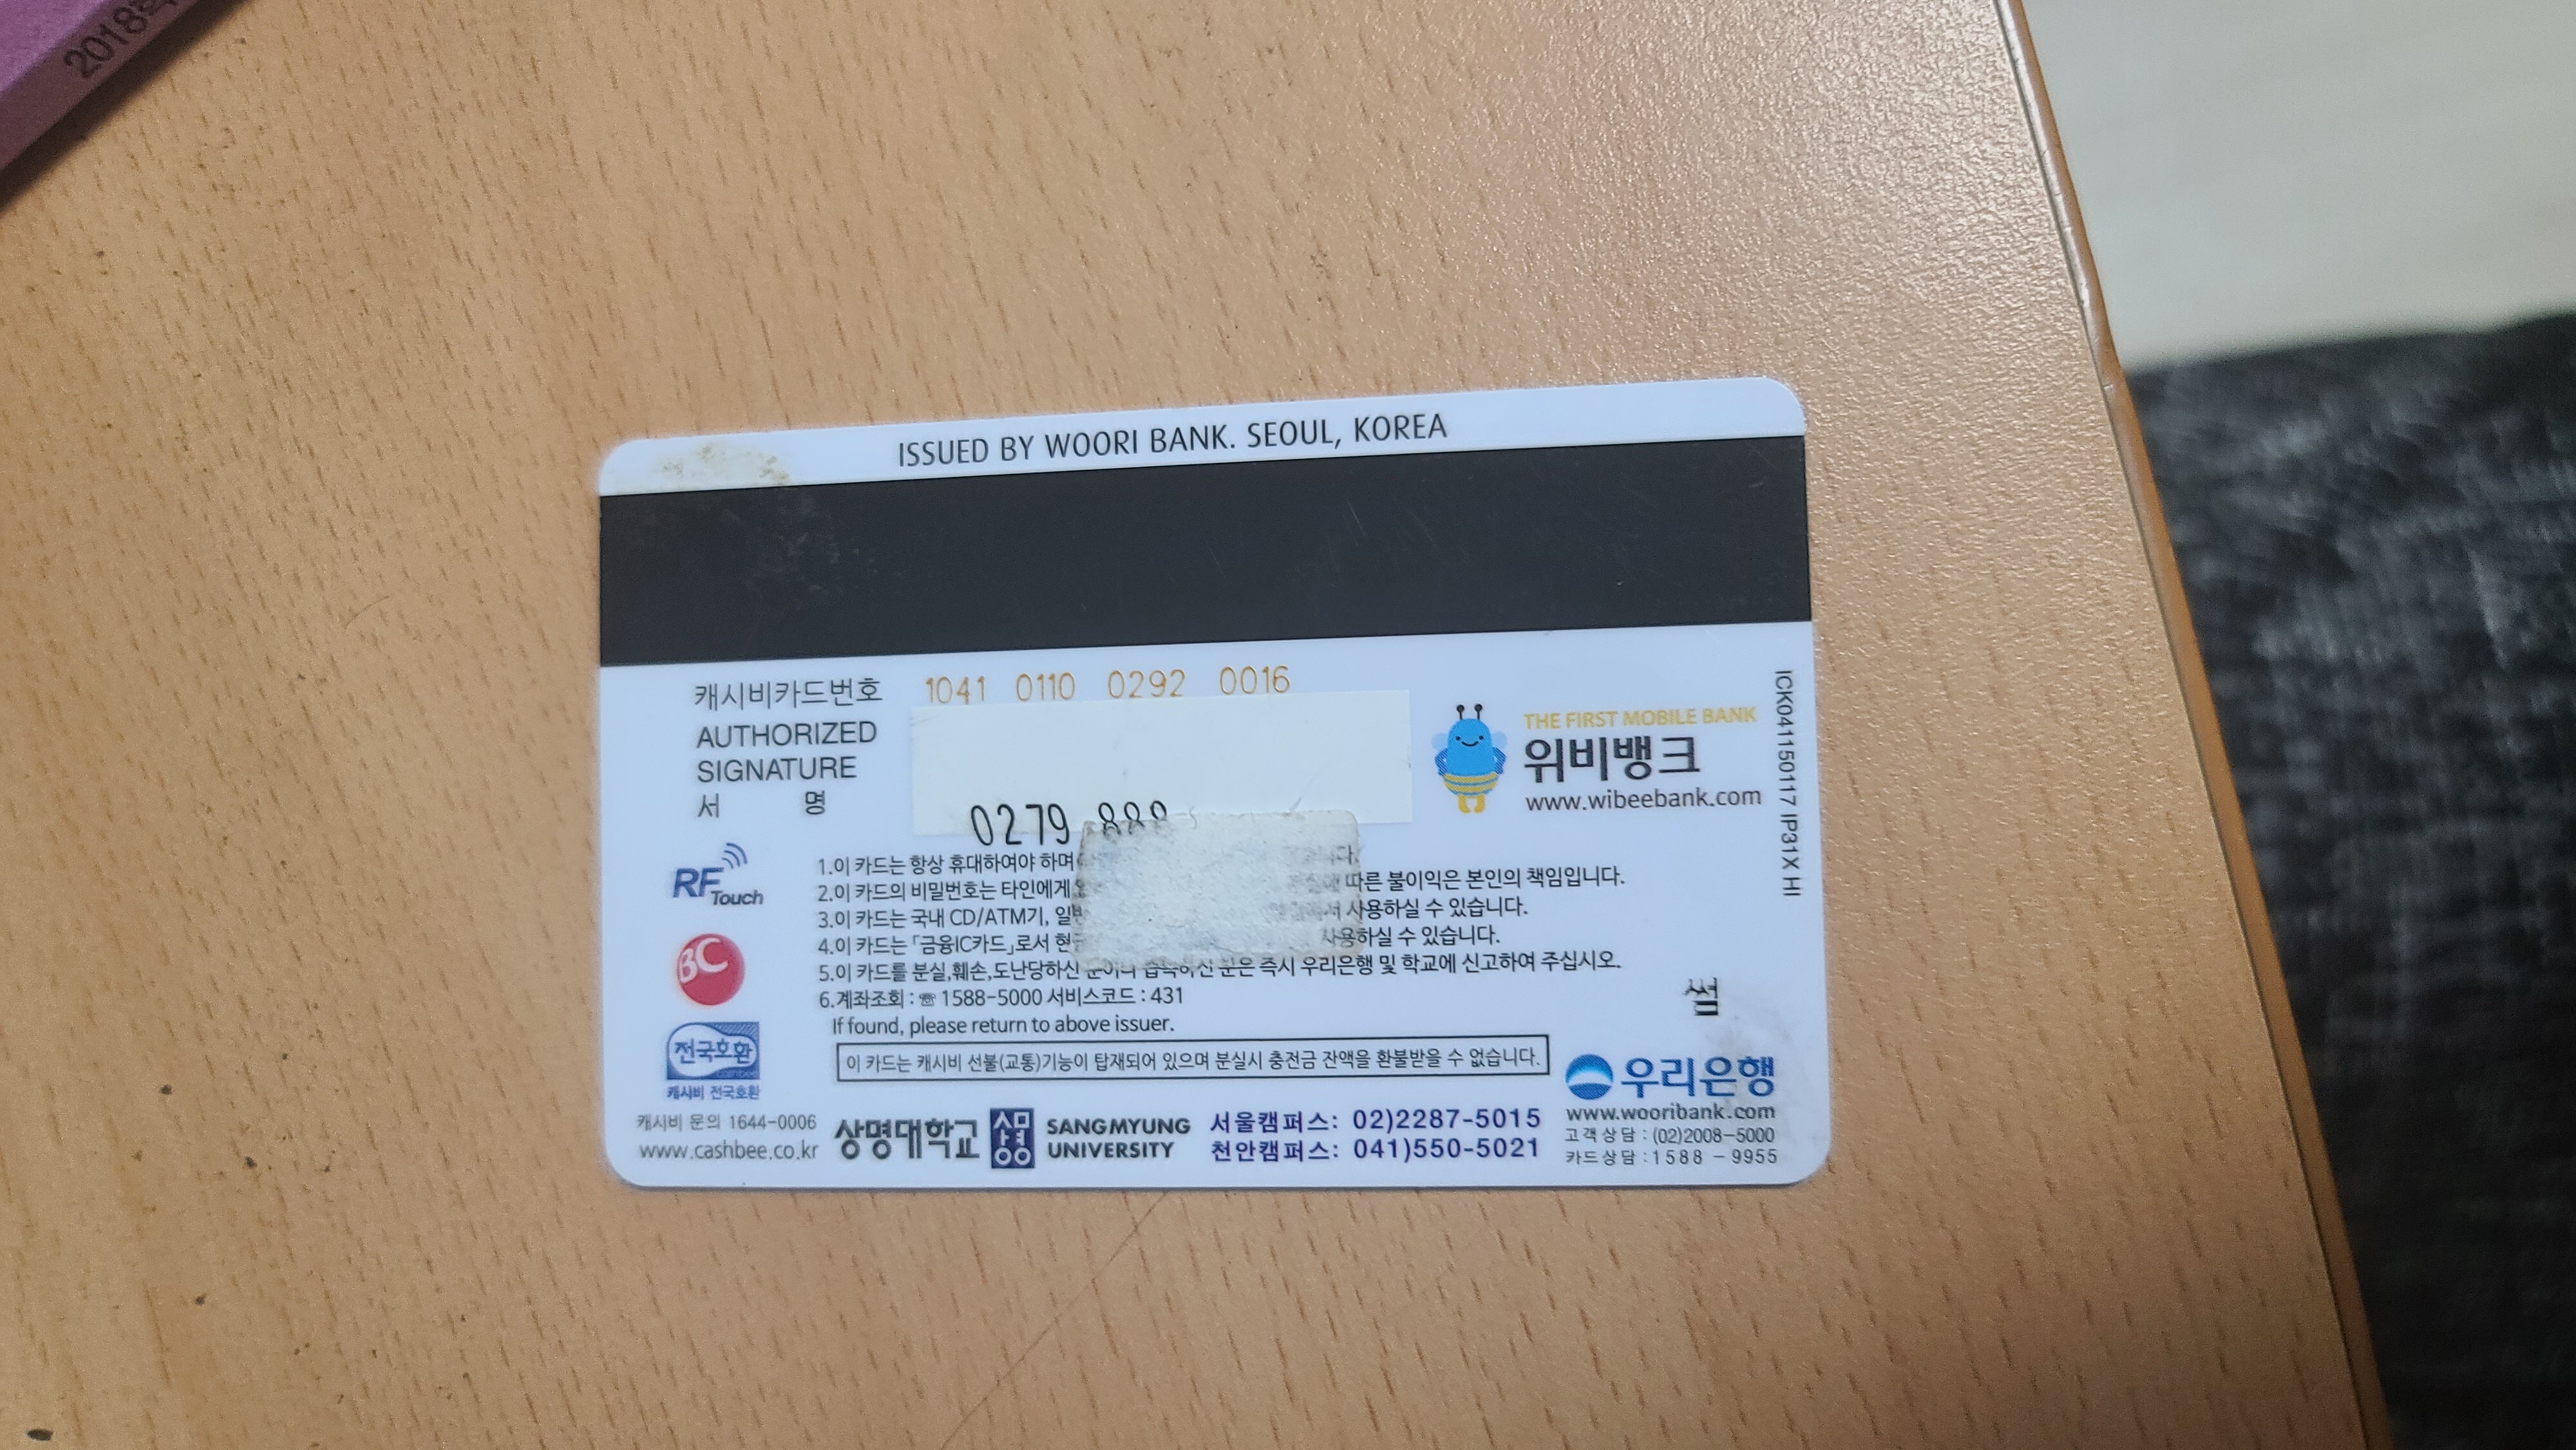 ISSUED BY WOORI BANK. SEOUL, KOREA
캐시비카드번호 1041 0110 0292 0016
AUTHORIZED
SIGNATURE
서 명
0279
THE FIRST MOBILE BANK
위비뱅크
www.wibeebank.com
ICK041150117 IP31X HI
RF Touch
BC
전국호환
캐시비 전국호환
1.이 카드는 항상 휴대하여야 하며
2.이 카드의 비밀번호는 타인에게 따른 불이익은 본인의 책임입니다.
3.이 카드는 국내 CD/ATM기, 사용하실 수 있습니다.
4.이 카드는 「금융IC카드」로서 사용하실 수 있습니다.
5.이 카드를 분실,훼손,도난당하신 분은 즉시 우리은행 및 학교에 신고하여 주십시오.
6.계좌조회 : ☏ 1588-5000 서비스코드 : 431
If found, please return to above issuer.
이 카드는 캐시비 선불(교통)기능이 탑재되어 있으며 분실시 충전금 잔액을 환불받을 수 없습니다.
썸
우리은행
www.wooribank.com
고객상담 : (02)2008-5000
카드상담 : 1588-9955
캐시비 문의 1644-0006
www.cashbee.co.kr
상명대학교
상명
SANGMYUNG
UNIVERSITY
서울캠퍼스: 02)2287-5015
천안캠퍼스: 041)550-5021